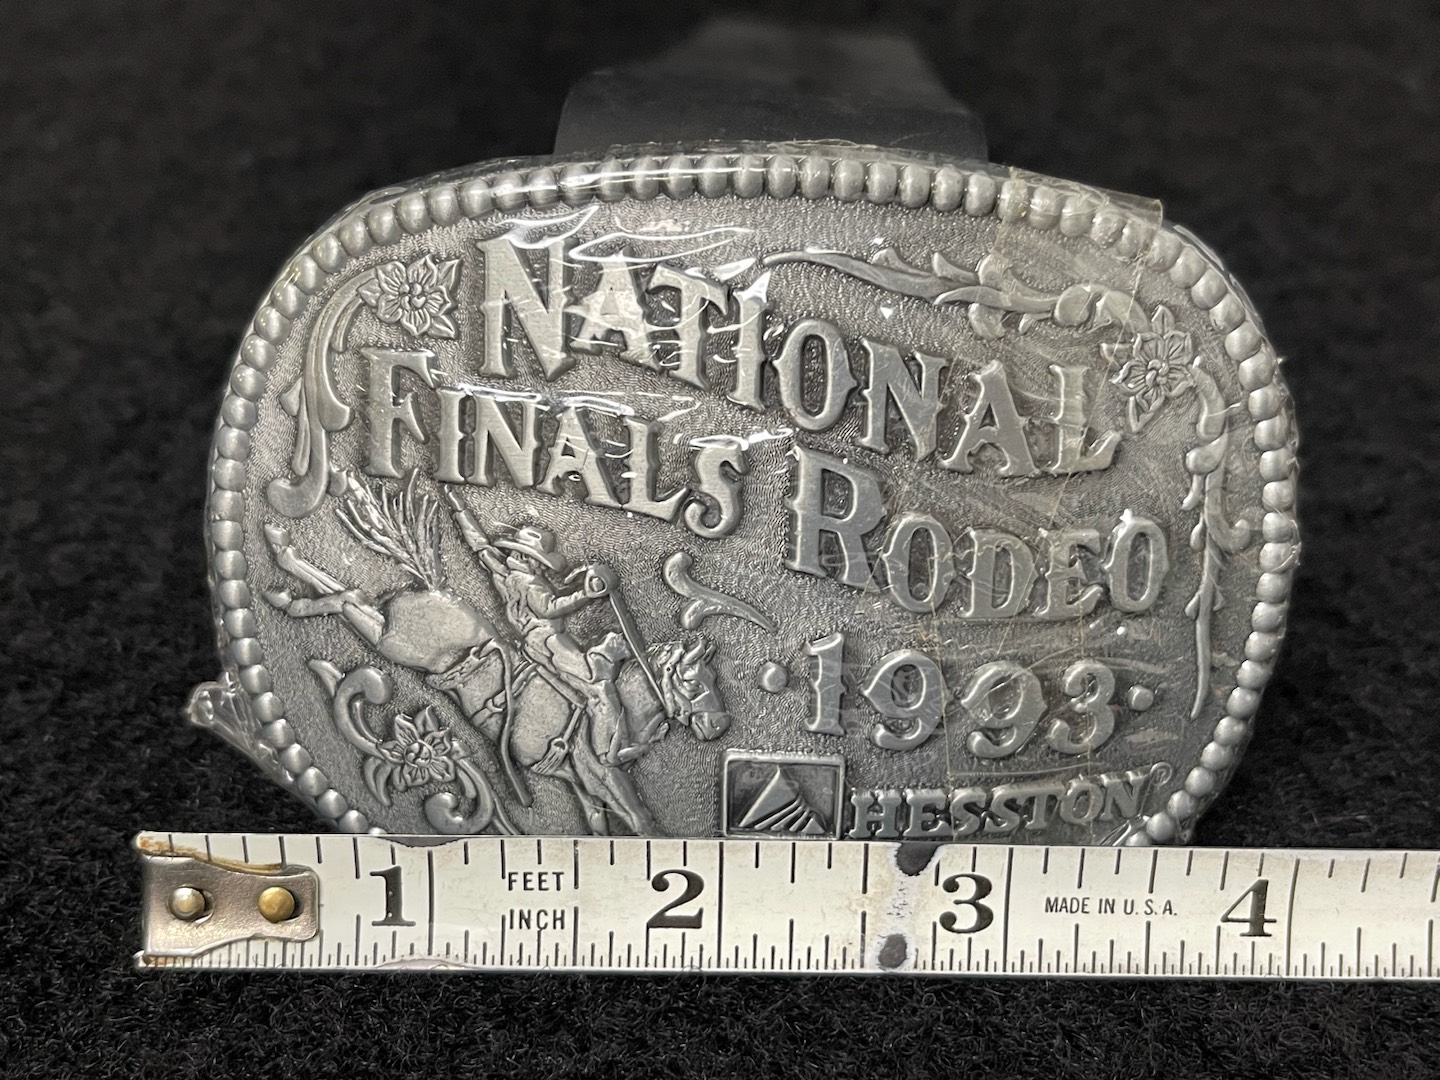 NATIONAL
FINALS RODEO
1993
HESSTON®
1 FEET INCH 2 3 MADE IN U.S.A. 4